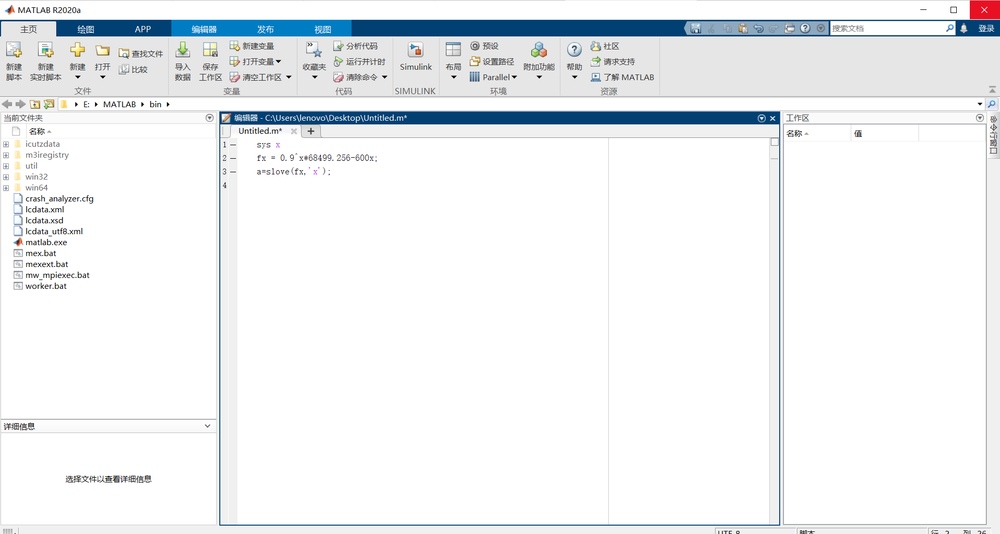 MATLAB R2020a
主页
绘图
APP
编辑器
发布
视图
搜索文档
登录
新建
脚本
新建
实时脚本
新建
打开
查找文件
比较
文件
导入
数据
保存
工作区
新建变量
打开变量
清空工作区
变量
收藏夹
分析代码
运行并计时
清除命令
代码
Simulink
SIMULINK
布局
预设
设置路径
Parallel
附加功能
环境
帮助
社区
请求支持
了解 MATLAB
资源
E:
MATLAB
bin
当前文件夹
名称
icutzdata
m3iregistry
util
win32
win64
crash_analyzer.cfg
lcdata.xml
lcdata.xsd
lcdata_utf8.xml
matlab.exe
mex.bat
mexext.bat
mw_mpiexec.bat
worker.bat
详细信息
选择文件以查看详细信息
编辑器 - C:\Users\lenovo\Desktop\Untitled.m*
Untitled.m*
1 sys x
2 fx = 0.9^x*68499.256-600x;
3 a=slove(fx,'x');
4
工作区
名称
值
命令行窗口
UTF-8
脚本
行 2 列 26